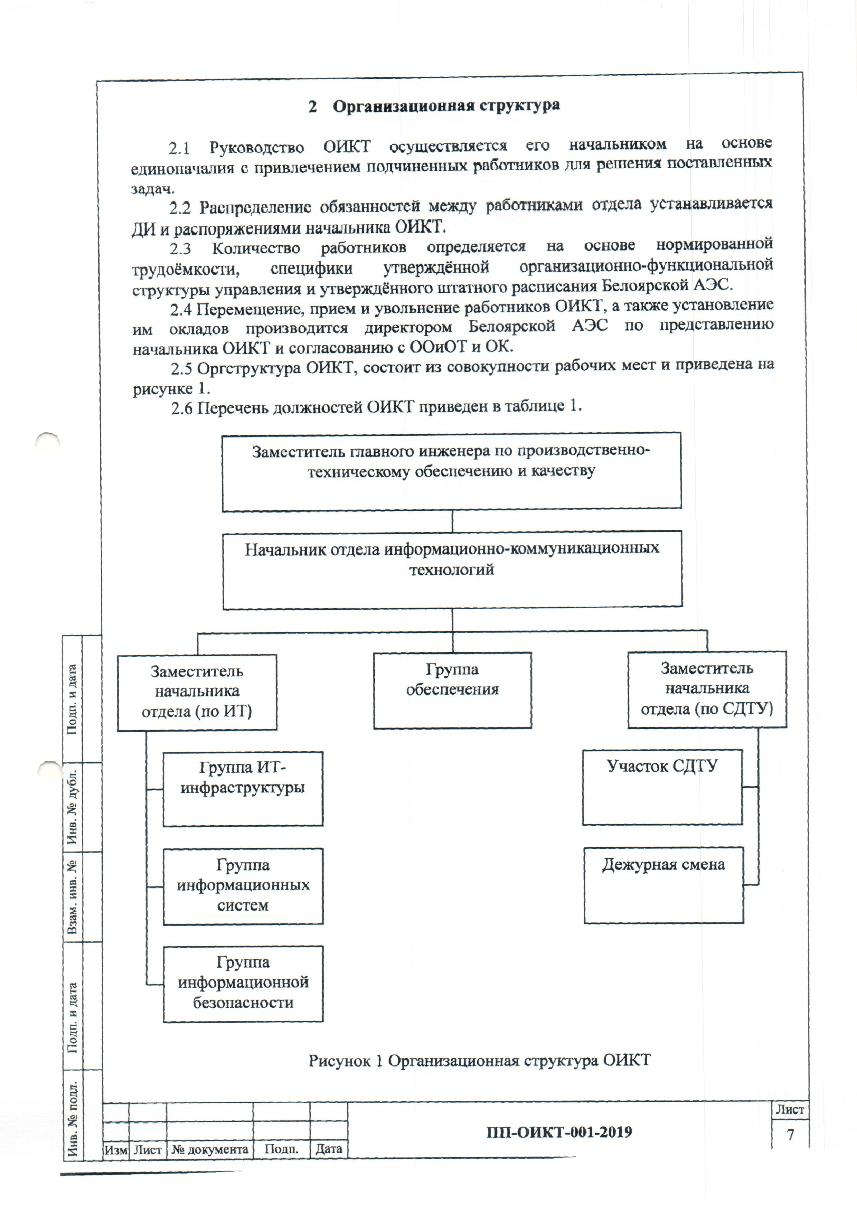 2 Организационная структура
2.1 Руководство ОИКТ осуществляется его начальником на основе
единоначалия с привлечением подчиненных работников для решения поставленных
задач.
2.2 Распределение обязанностей между работниками отдела устанавливается
ДИ и распоряжениями начальника ОИКТ.
2.3 Количество работников определяется на основе нормированной
трудоёмкости, специфики утверждённой организационно-функциональной
структуры управления и утверждённого штатного расписания Белоярской АЭС.
2.4 Перемещение, прием и увольнение работников ОИКТ, а также установление
им окладов производится директором Белоярской АЭС по представлению
начальника ОИКТ и согласованию с ООиОТ и ОК.
2.5 Оргструктура ОИКТ, состоит из совокупности рабочих мест и приведена на
рисунке 1.
2.6 Перечень должностей ОИКТ приведен в таблице 1.
Заместитель главного инженера по производственно-
техническому обеспечению и качеству
Начальник отдела информационно-коммуникационных
технологий
Заместитель
начальника
отдела (по ИТ)
Группа
обеспечения
Заместитель
начальника
отдела (по СДТУ)
Группа ИТ-
инфраструктуры
Группа
информационных
систем
Группа
информационной
безопасности
Участок СДТУ
Дежурная смена
Рисунок 1 Организационная структура ОИКТ
Подп. и дата
Инв. № дубл.
Взам. инв. №
Подп. и дата
Инв. № подл.
Изм Лист № документа Подп. Дата
ПП-ОИКТ-001-2019
Лист
7